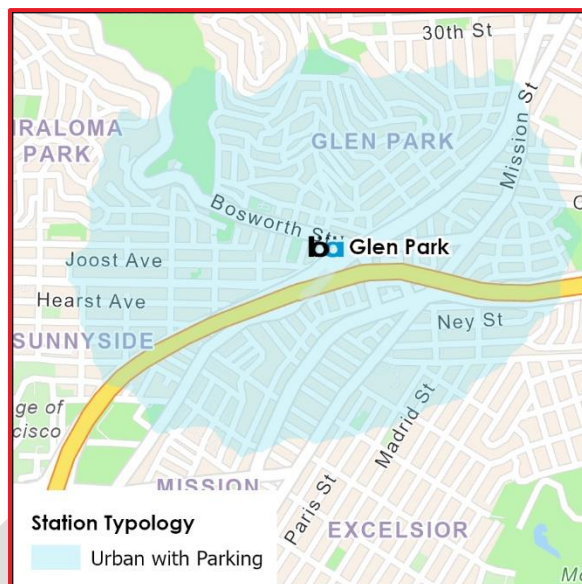 30th St
Mission St
IRALOMA
PARK
GLEN PARK
Bosworth St
ba Glen Park
Joost Ave
Hearst Ave
SUNNYSIDE
Ney St
ge of
cisco
Madrid St
MISSION
Paris St
EXCELSIOR
Station Typology
Urban with Parking